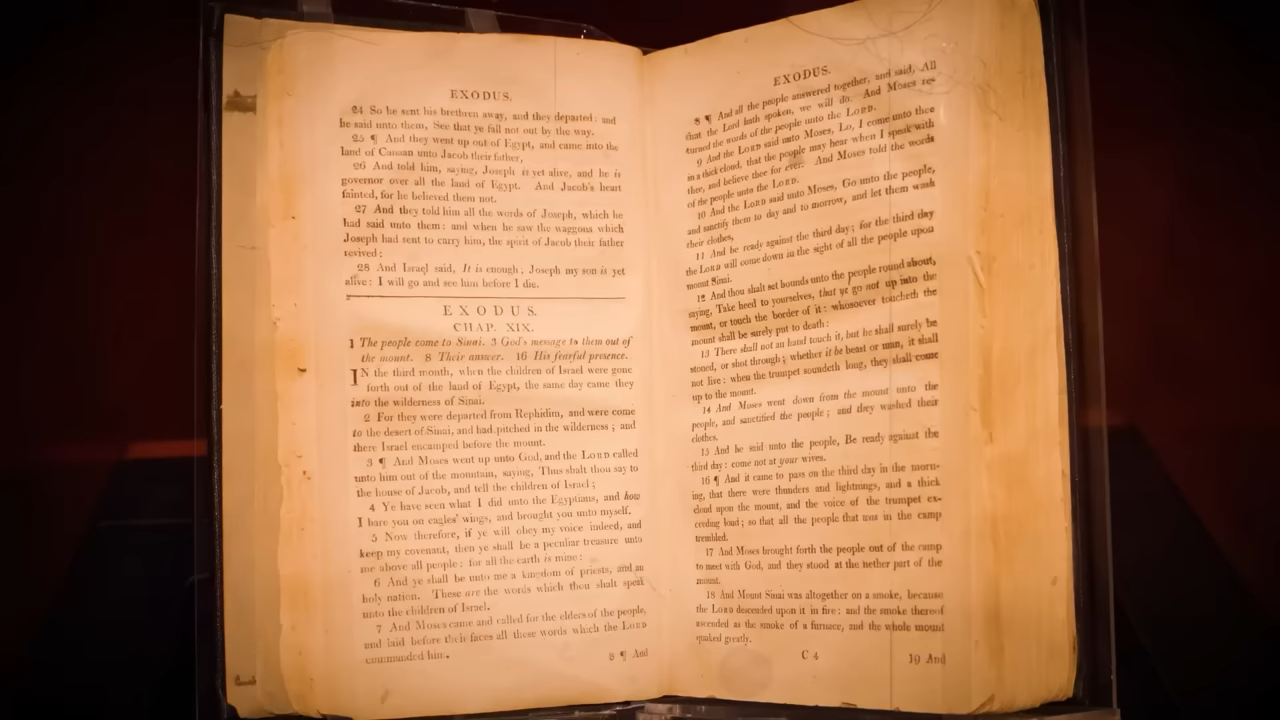 EXODUS.
24 So he sent his brethren away, and they departed: and
he said unto them, See that ye fall not out by the way.
25 ¶ And they went up out of Egypt, and came into the
land of Canaan unto Jacob their father,
26 And told him, saying, Joseph is yet alive, and he is
governor over all the land of Egypt. And Jacob's heart
fainted, for he believed them not.
27 And they told him all the words of Joseph, which he
had said unto them: and when he saw the waggons which
Joseph had sent to carry him, the spirit of Jacob their father
revived:
28 And Israel said, It is enough; Joseph my son is yet
alive: I will go and see him before I die.
EXODUS.
CHAP. XIX.
1 The people come to Sinai. 3 God's message to them out of
the mount. 8 Their answer. 16 His fearful presence.
IN the third month, when the children of Israel were gone
forth out of the land of Egypt, the same day came they
into the wilderness of Sinai.
2 For they were departed from Rephidim, and were come
to the desert of Sinai, and had pitched in the wilderness; and
there Israel encamped before the mount.
3 ¶ And Moses went up unto God, and the LORD called
unto him out of the mountain, saying, Thus shalt thou say to
the house of Jacob, and tell the children of Israel;
4 Ye have seen what I did unto the Egyptians, and how
I bare you on eagles' wings, and brought you unto myself.
5 Now therefore, if ye will obey my voice indeed, and
keep my covenant, then ye shall be a peculiar treasure unto
me above all people: for all the earth is mine:
6 And ye shall be unto me a kingdom of priests, and an
holy nation. These are the words which thou shalt speak
unto the children of Israel.
7 And Moses came and called for the elders of the people,
and laid before their faces all these words which the LORD
commanded him.
8 ¶ And
EXODUS.
8 ¶ And all the people answered together, and said, All
that the Lord hath spoken, we will do. And Moses re-
turned the words of the people unto the LORD.
9 And the LORD said unto Moses, Lo, I come unto thee
in a thick cloud, that the people may hear when I speak with
thee, and believe thee for ever. And Moses told the words
of the people unto the LORD.
10 And the LORD said unto Moses, Go unto the people,
and sanctify them to day and to morrow, and let them wash
their clothes,
11 And be ready against the third day; for the third day
the LORD will come down in the sight of all the people upon
mount Sinai.
12 And thou shalt set bounds unto the people round about,
saying, Take heed to yourselves, that ye go not up into the
mount, or touch the border of it: whosoever toucheth the
mount shall be surely put to death:
13 There shall not an hand touch it, but he shall surely be
stoned, or shot through; whether it be beast or man, it shall
not live: when the trumpet soundeth long, they shall come
up to the mount.
14 And Moses went down from the mount unto the
people, and sanctified the people; and they washed their
clothes.
15 And he said unto the people, Be ready against the
third day: come not at your wives.
16 ¶ And it came to pass on the third day in the morn-
ing, that there were thunders and lightnings, and a thick
cloud upon the mount, and the voice of the trumpet ex-
ceeding loud; so that all the people that was in the camp
trembled.
17 And Moses brought forth the people out of the camp
to meet with God, and they stood at the nether part of the
mount.
18 And Mount Sinai was altogether on a smoke, because
the LORD descended upon it in fire: and the smoke thereof
ascended as the smoke of a furnace, and the whole mount
quaked greatly.
C 4
19 And